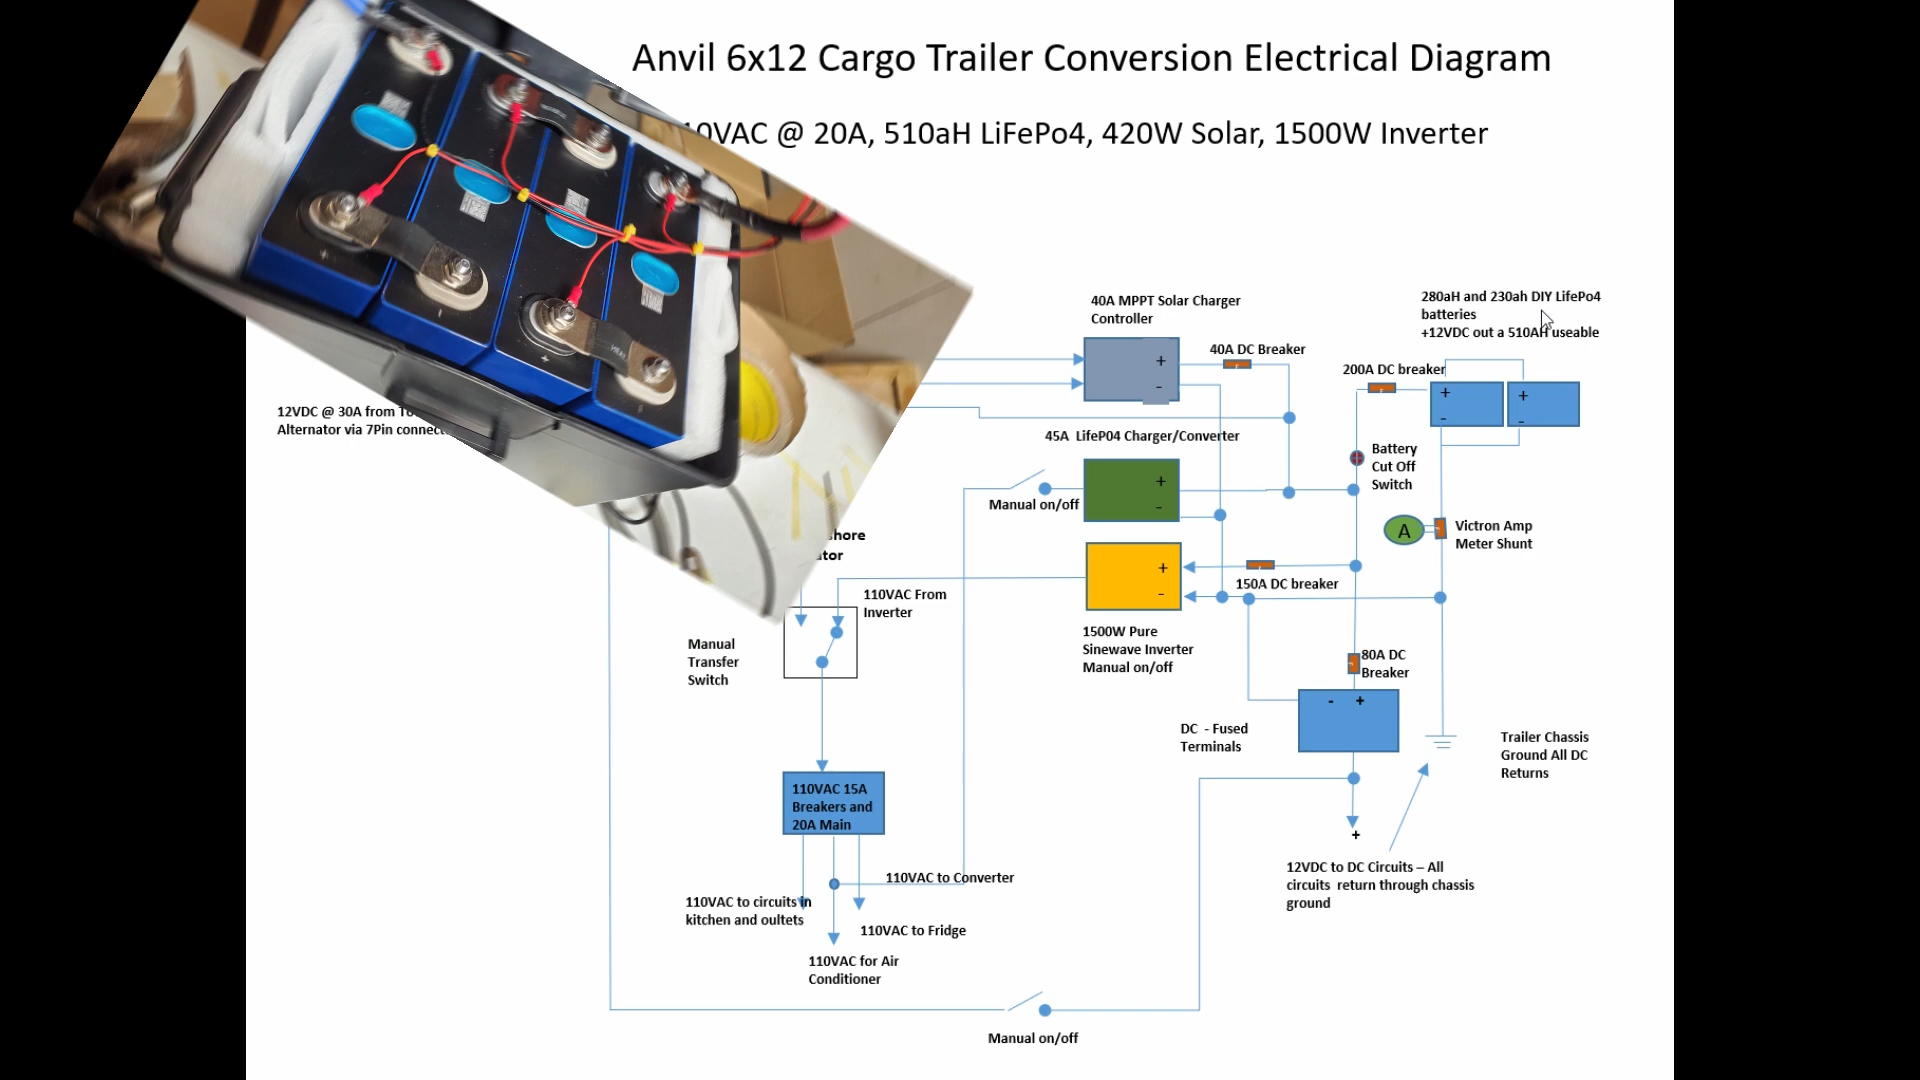 Anvil 6x12 Cargo Trailer Conversion Electrical Diagram
10VAC @ 20A, 510aH LiFePo4, 420W Solar, 1500W Inverter
40A MPPT Solar Charger
Controller
280aH and 230ah DIY LifePo4
batteries
+12VDC out a 510AH useable
40A DC Breaker
200A DC breaker
+
-
+
-
+
-
12VDC @ 30A from
Alternator via 7Pin
45A LifeP04 Charger/Converter
Battery
Cut Off
Switch
Manual on/off
+
-
A
Victron Amp
Meter Shunt
shore
110VAC From
Inverter
+
-
150A DC breaker
1500W Pure
Sinewave Inverter
Manual on/off
Manual
Transfer
Switch
80A DC
Breaker
- +
DC - Fused
Terminals
Trailer Chassis
Ground All DC
Returns
110VAC 15A
Breakers and
20A Main
+
12VDC to DC Circuits – All
circuits return through chassis
ground
110VAC to Converter
110VAC to circuits in
kitchen and oultets
110VAC to Fridge
110VAC for Air
Conditioner
Manual on/off